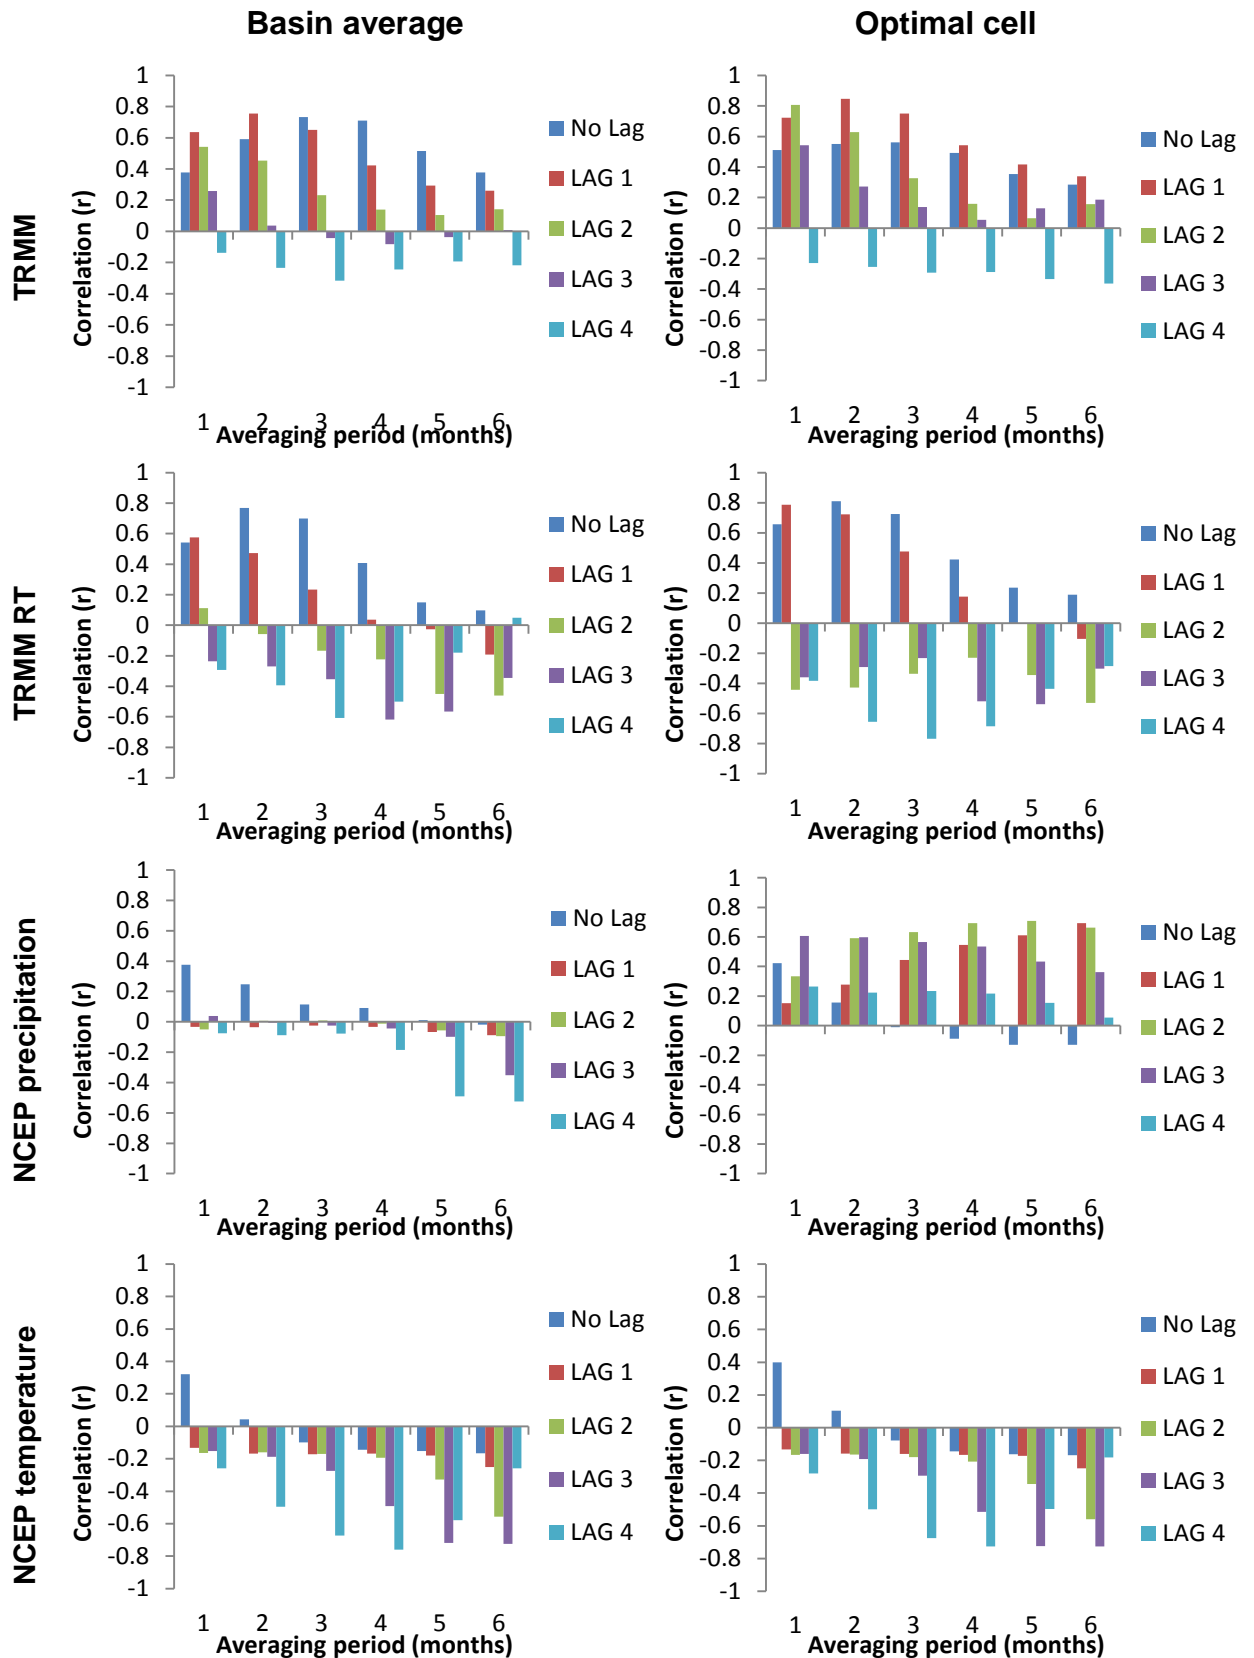 Basin average
Optimal cell
TRMM
Correlation (r)
1
0.8
0.6
0.4
0.2
0
-0.2
-0.4
-0.6
-0.8
-1
1 2 3 4 5 6
Averaging period (months)
No Lag
LAG 1
LAG 2
LAG 3
LAG 4
Correlation (r)
1
0.8
0.6
0.4
0.2
0
-0.2
-0.4
-0.6
-0.8
-1
1 2 3 4 5 6
Averaging period (months)
No Lag
LAG 1
LAG 2
LAG 3
LAG 4
TRMM RT
Correlation (r)
1
0.8
0.6
0.4
0.2
0
-0.2
-0.4
-0.6
-0.8
-1
1 2 3 4 5 6
Averaging period (months)
No Lag
LAG 1
LAG 2
LAG 3
LAG 4
Correlation (r)
1
0.8
0.6
0.4
0.2
0
-0.2
-0.4
-0.6
-0.8
-1
1 2 3 4 5 6
Averaging period (months)
No Lag
LAG 1
LAG 2
LAG 3
LAG 4
NCEP precipitation
Correlation (r)
1
0.8
0.6
0.4
0.2
0
-0.2
-0.4
-0.6
-0.8
-1
1 2 3 4 5 6
Averaging period (months)
No Lag
LAG 1
LAG 2
LAG 3
LAG 4
Correlation (r)
1
0.8
0.6
0.4
0.2
0
-0.2
-0.4
-0.6
-0.8
-1
1 2 3 4 5 6
Averaging period (months)
No Lag
LAG 1
LAG 2
LAG 3
LAG 4
NCEP temperature
Correlation (r)
1
0.8
0.6
0.4
0.2
0
-0.2
-0.4
-0.6
-0.8
-1
1 2 3 4 5 6
Averaging period (months)
No Lag
LAG 1
LAG 2
LAG 3
LAG 4
Correlation (r)
1
0.8
0.6
0.4
0.2
0
-0.2
-0.4
-0.6
-0.8
-1
1 2 3 4 5 6
Averaging period (months)
No Lag
LAG 1
LAG 2
LAG 3
LAG 4